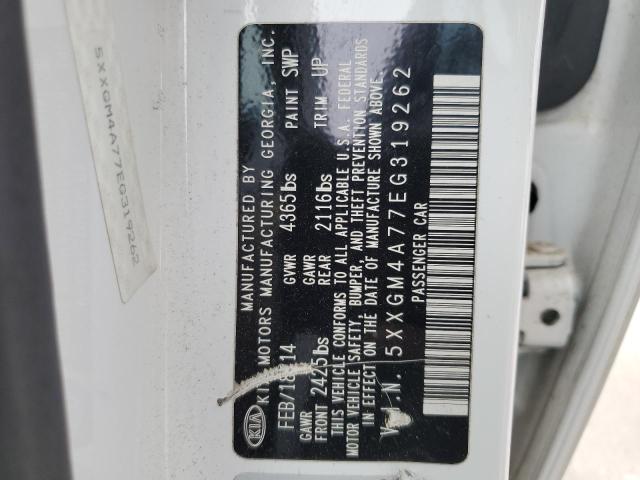 KIA
MANUFACTURED BY
KIA MOTORS MANUFACTURING GEORGIA, INC.
FEB/18/14 GVWR 4365lbs PAINT SWP
GAWR FRONT 2425lbs GAWR REAR 2116lbs TRIM UP
THIS VEHICLE CONFORMS TO ALL APPLICABLE U.S.A. FEDERAL
MOTOR VEHICLE SAFETY, BUMPER, AND THEFT PREVENTION STANDARDS
IN EFFECT ON THE DATE OF MANUFACTURE SHOWN ABOVE.
V.I.N. 5XXGM4A77EG319262
PASSENGER CAR
5XXGM4A77EG319262